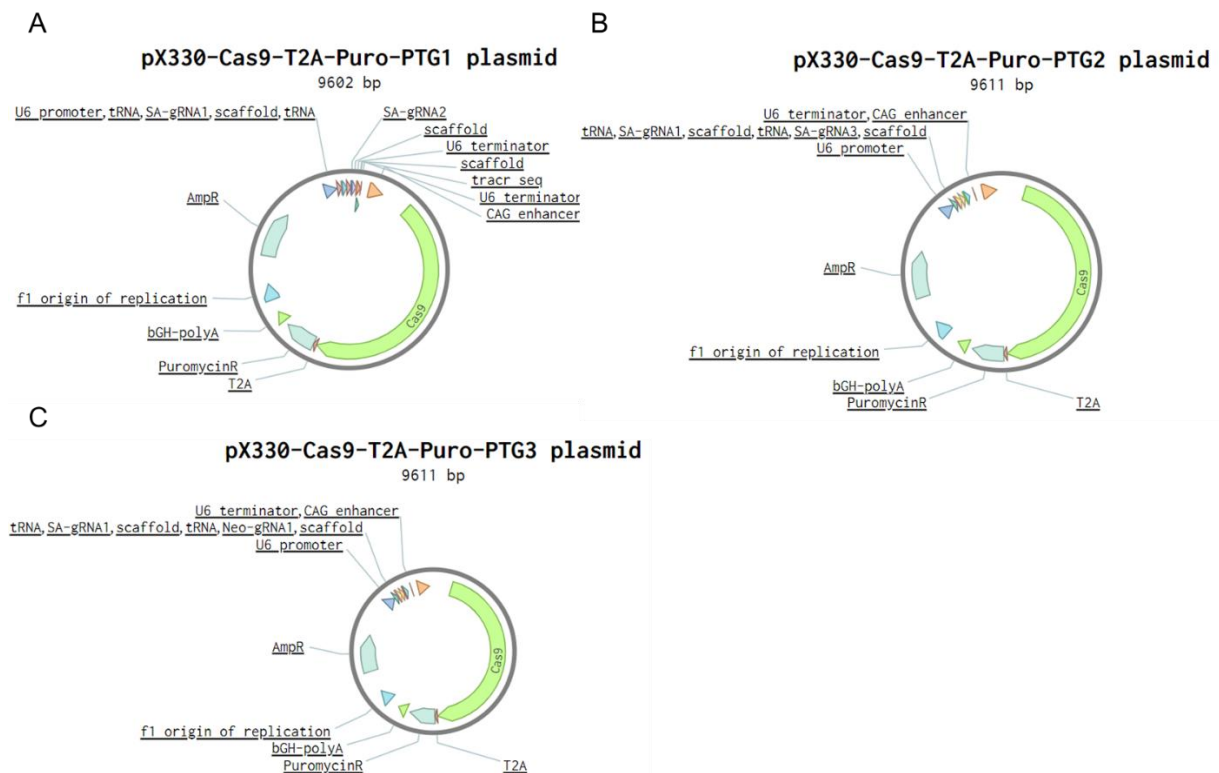 A
pX330-Cas9-T2A-Puro-PTG1 plasmid
9602 bp
U6 promoter, tRNA, SA-gRNA1, scaffold, tRNA
SA-gRNA2
scaffold
U6 terminator
scaffold
tracr seq
U6 terminator
CAG enhancer
AmpR
Cas9
f1 origin of replication
bGH-polyA
PuromycinR
T2A
B
pX330-Cas9-T2A-Puro-PTG2 plasmid
9611 bp
U6 terminator, CAG enhancer
tRNA, SA-gRNA1, scaffold, tRNA, SA-gRNA3, scaffold
U6 promoter
AmpR
Cas9
f1 origin of replication
bGH-polyA
PuromycinR
T2A
C
pX330-Cas9-T2A-Puro-PTG3 plasmid
9611 bp
U6 terminator, CAG enhancer
tRNA, SA-gRNA1, scaffold, tRNA, Neo-gRNA1, scaffold
U6 promoter
AmpR
Cas9
f1 origin of replication
bGH-polyA
PuromycinR
T2A